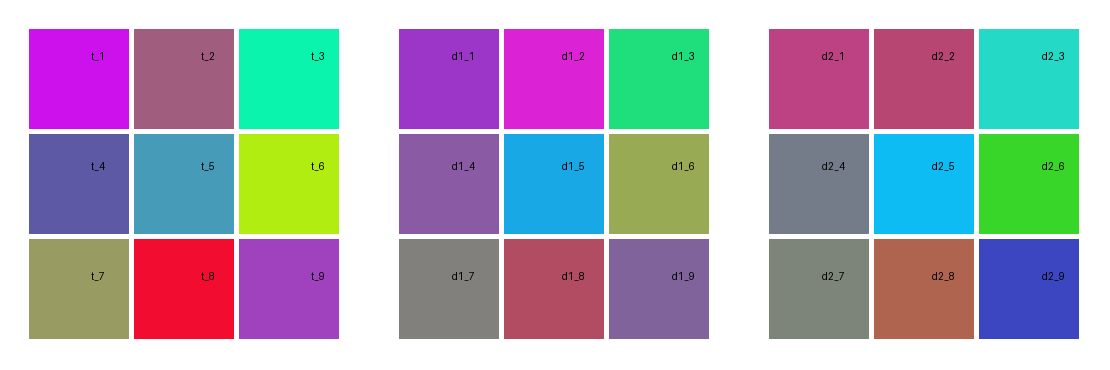 t_1 t_2 t_3 d1_1 d1_2 d1_3 d2_1 d2_2 d2_3
t_4 t_5 t_6 d1_4 d1_5 d1_6 d2_4 d2_5 d2_6
t_7 t_8 t_9 d1_7 d1_8 d1_9 d2_7 d2_8 d2_9